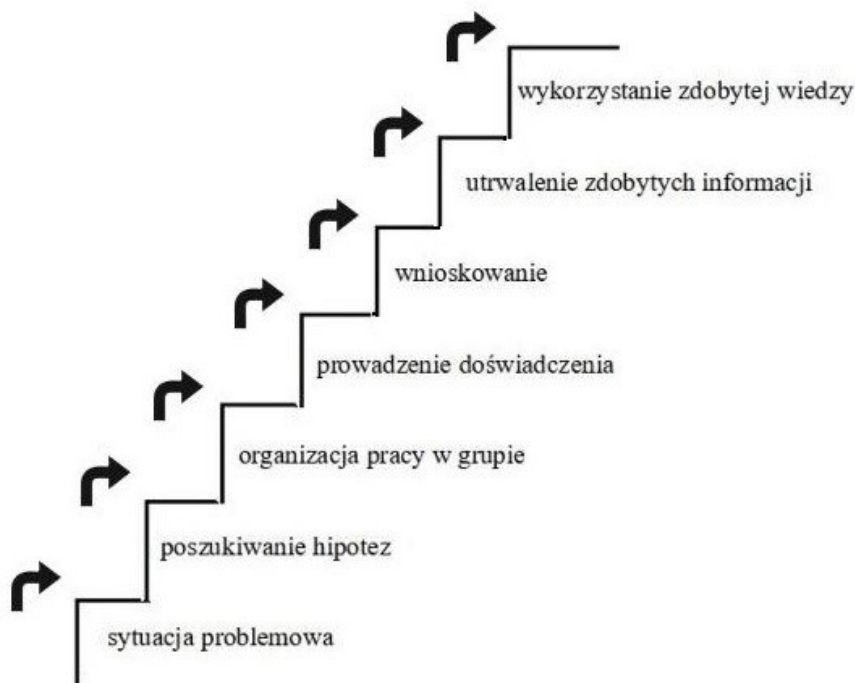 wykorzystanie zdobytej wiedzy
utrwalenie zdobytych informacji
wnioskowanie
prowadzenie doświadczenia
organizacja pracy w grupie
poszukiwanie hipotez
sytuacja problemowa